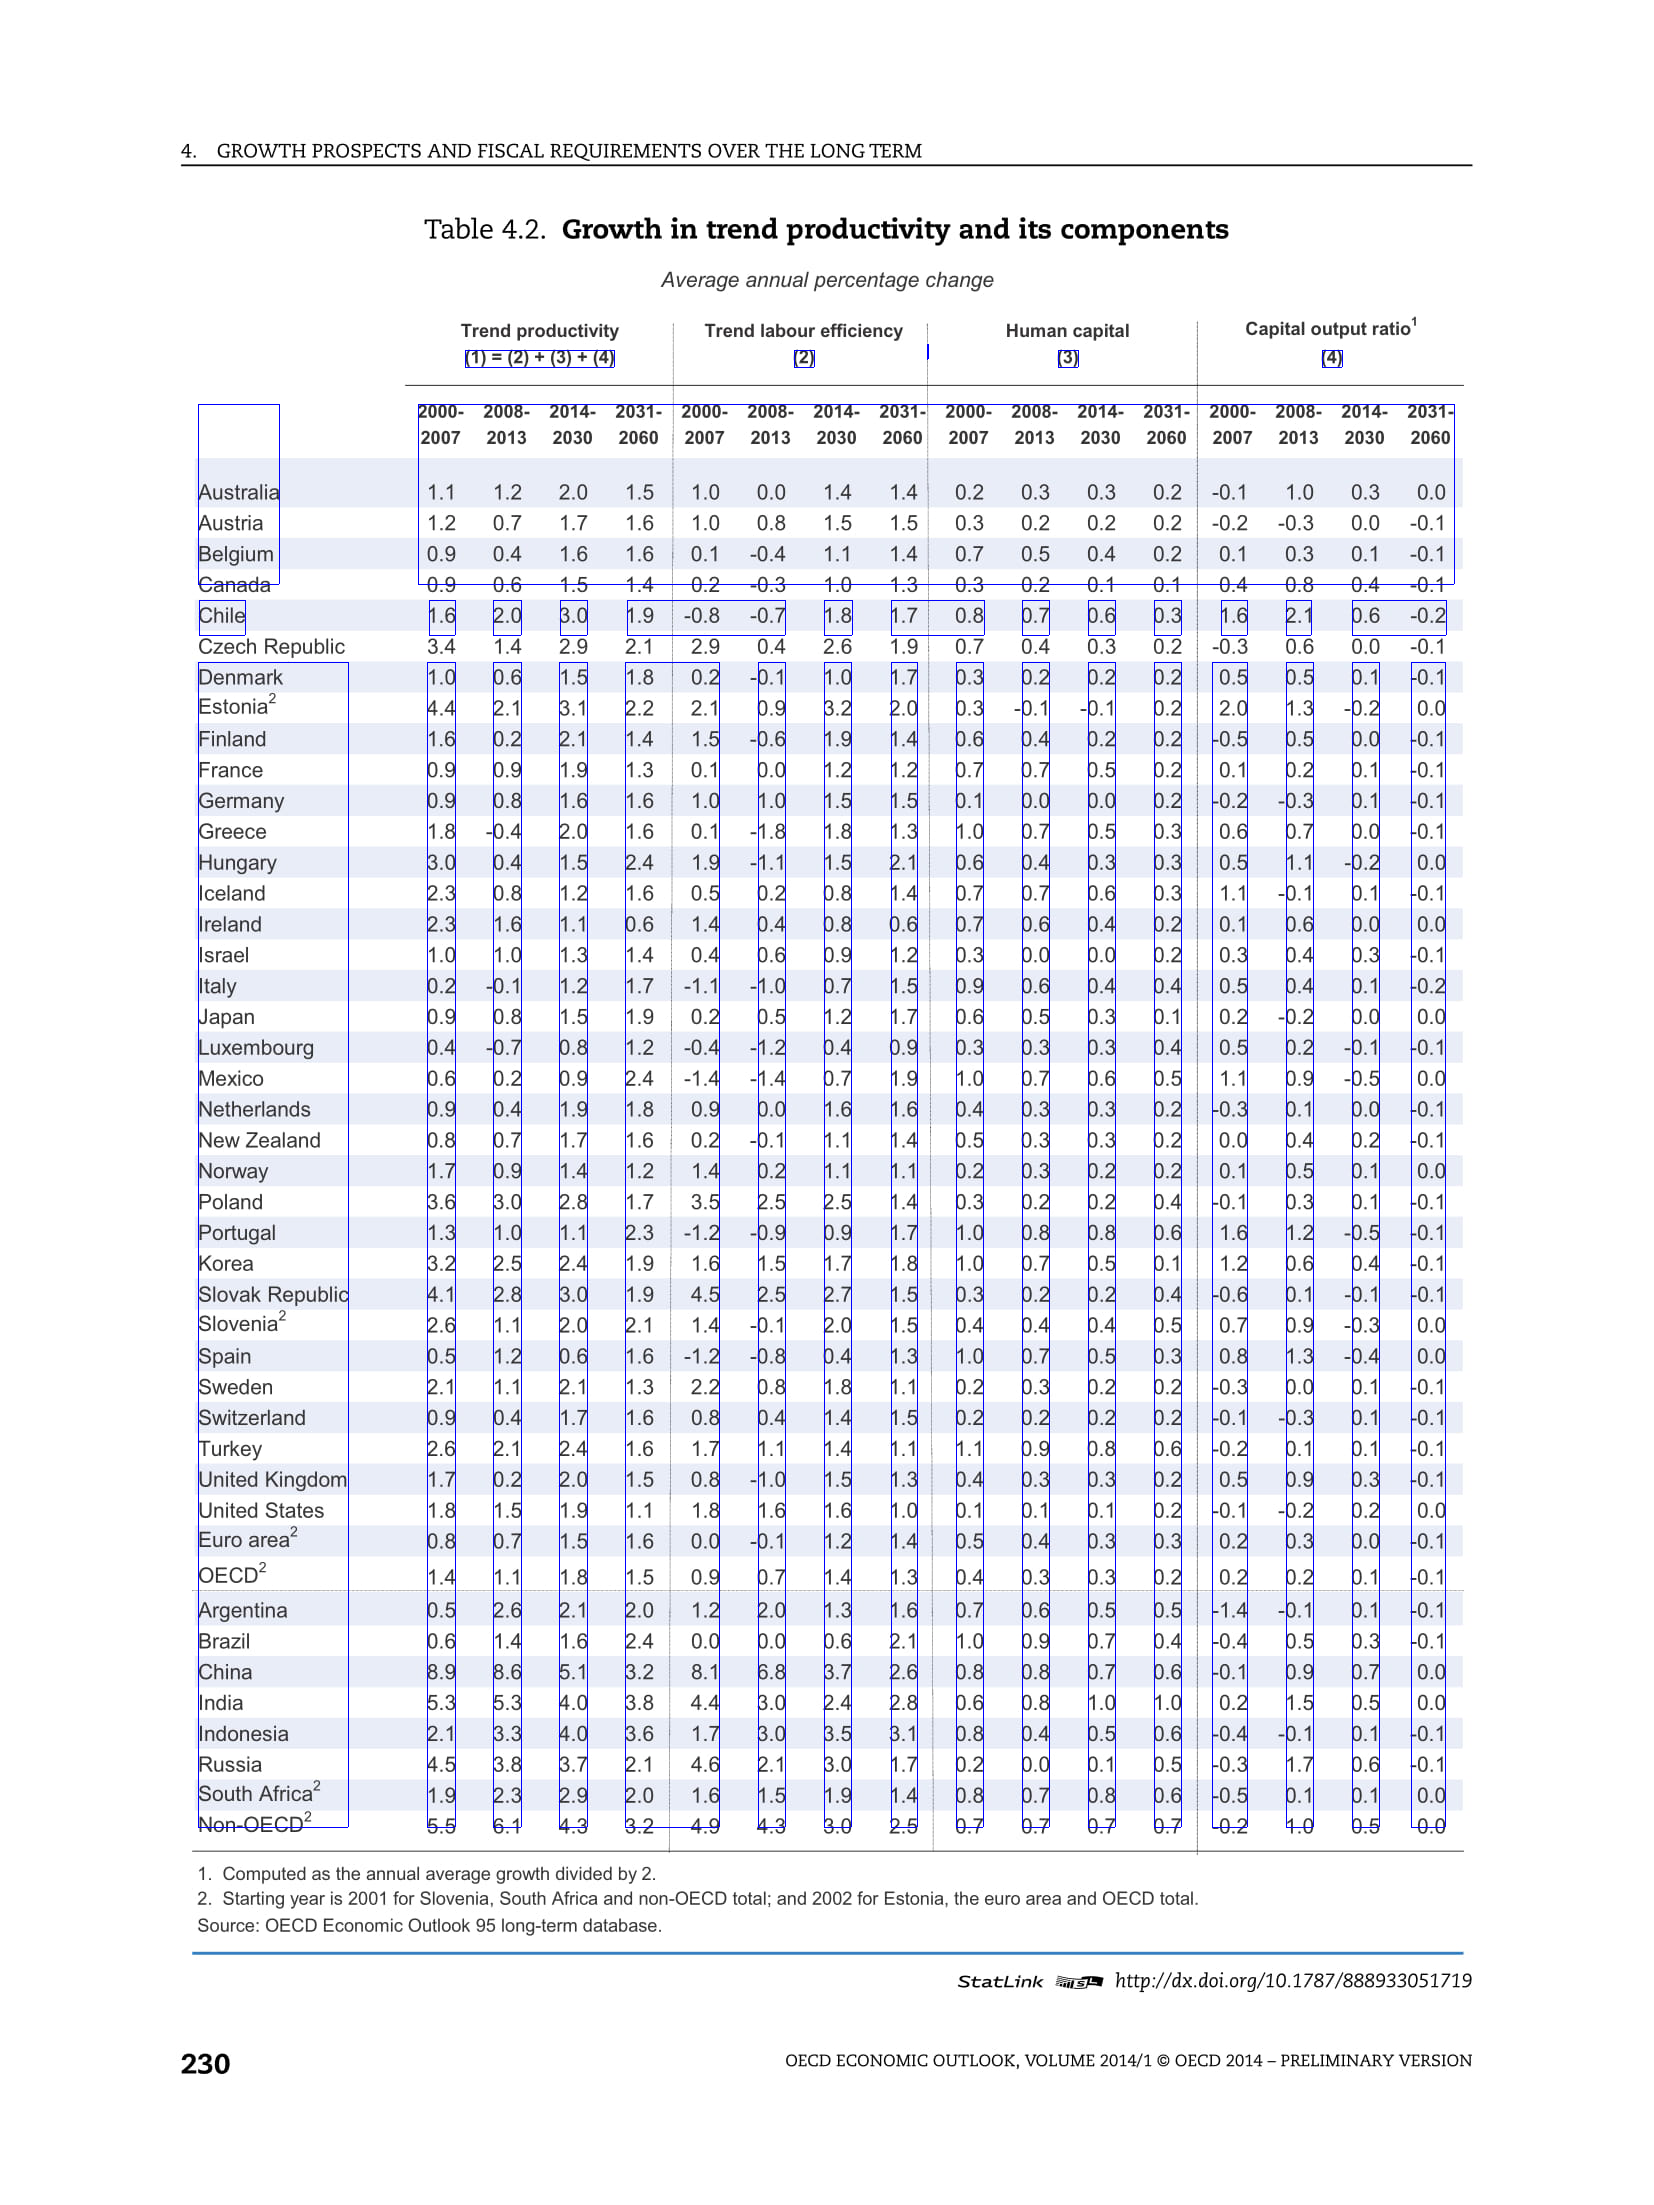 4. GROWTH PROSPECTS AND FISCAL REQUIREMENTS OVER THE LONG TERM
Table 4.2. Growth in trend productivity and its components
Average annual percentage change
Trend productivity Trend labour efficiency Human capital Capital output ratio1
(1) = (2) + (3) + (4) (2) (3) (4)
2000- 2008- 2014- 2031- 2000- 2008- 2014- 2031- 2000- 2008- 2014- 2031- 2000- 2008- 2014- 2031-
2007 2013 2030 2060 2007 2013 2030 2060 2007 2013 2030 2060 2007 2013 2030 2060
Australia 1.1 1.2 2.0 1.5 1.0 0.0 1.4 1.4 0.2 0.3 0.3 0.2 -0.1 1.0 0.3 0.0
Austria 1.2 0.7 1.7 1.6 1.0 0.8 1.5 1.5 0.3 0.2 0.2 0.2 -0.2 -0.3 0.0 -0.1
Belgium 0.9 0.4 1.6 1.6 0.1 -0.4 1.1 1.4 0.7 0.5 0.4 0.2 0.1 0.3 0.1 -0.1
Canada 0.9 0.6 1.5 1.4 0.2 -0.3 1.0 1.3 0.3 0.2 0.1 0.1 0.4 0.8 0.4 -0.1
Chile 1.6 2.0 3.0 1.9 -0.8 -0.7 1.8 1.7 0.8 0.7 0.6 0.3 1.6 2.1 0.6 -0.2
Czech Republic 3.4 1.4 2.9 2.1 2.9 0.4 2.6 1.9 0.7 0.4 0.3 0.2 -0.3 0.6 0.0 -0.1
Denmark 1.0 0.6 1.5 1.8 0.2 -0.1 1.0 1.7 0.3 0.2 0.2 0.2 0.5 0.5 0.1 -0.1
Estonia2 4.4 2.1 3.1 2.2 2.1 0.9 3.2 2.0 0.3 -0.1 -0.1 0.2 2.0 1.3 -0.2 0.0
Finland 1.6 0.2 2.1 1.4 1.5 -0.6 1.9 1.4 0.6 0.4 0.2 0.2 -0.5 0.5 0.0 -0.1
France 0.9 0.9 1.9 1.3 0.1 0.0 1.2 1.2 0.7 0.7 0.5 0.2 0.1 0.2 0.1 -0.1
Germany 0.9 0.8 1.6 1.6 1.0 1.0 1.5 1.5 0.1 0.0 0.0 0.2 -0.2 -0.3 0.1 -0.1
Greece 1.8 -0.4 2.0 1.6 0.1 -1.8 1.8 1.3 1.0 0.7 0.5 0.3 0.6 0.7 0.0 -0.1
Hungary 3.0 0.4 1.5 2.4 1.9 -1.1 1.5 2.1 0.6 0.4 0.3 0.3 0.5 1.1 -0.2 0.0
Iceland 2.3 0.8 1.2 1.6 0.5 0.2 0.8 1.4 0.7 0.7 0.6 0.3 1.1 -0.1 0.1 -0.1
Ireland 2.3 1.6 1.1 0.6 1.4 0.4 0.8 0.6 0.7 0.6 0.4 0.2 0.1 0.6 0.0 0.0
Israel 1.0 1.0 1.3 1.4 0.4 0.6 0.9 1.2 0.3 0.0 0.0 0.2 0.3 0.4 0.3 -0.1
Italy 0.2 -0.1 1.2 1.7 -1.1 -1.0 0.7 1.5 0.9 0.6 0.4 0.4 0.5 0.4 0.1 -0.2
Japan 0.9 0.8 1.5 1.9 0.2 0.5 1.2 1.7 0.6 0.5 0.3 0.1 0.2 -0.2 0.0 0.0
Luxembourg 0.4 -0.7 0.8 1.2 -0.4 -1.2 0.4 0.9 0.3 0.3 0.3 0.4 0.5 0.2 -0.1 -0.1
Mexico 0.6 0.2 0.9 2.4 -1.4 -1.4 0.7 1.9 1.0 0.7 0.6 0.5 1.1 0.9 -0.5 0.0
Netherlands 0.9 0.4 1.9 1.8 0.9 0.0 1.6 1.6 0.4 0.3 0.3 0.2 -0.3 0.1 0.0 -0.1
New Zealand 0.8 0.7 1.7 1.6 0.2 -0.1 1.1 1.4 0.5 0.3 0.3 0.2 0.0 0.4 0.2 -0.1
Norway 1.7 0.9 1.4 1.2 1.4 0.2 1.1 1.1 0.2 0.3 0.2 0.2 0.1 0.5 0.1 0.0
Poland 3.6 3.0 2.8 1.7 3.5 2.5 2.5 1.4 0.3 0.2 0.2 0.4 -0.1 0.3 0.1 -0.1
Portugal 1.3 1.0 1.1 2.3 -1.2 -0.9 0.9 1.7 1.0 0.8 0.8 0.6 1.6 1.2 -0.5 -0.1
Korea 3.2 2.5 2.4 1.9 1.6 1.5 1.7 1.8 1.0 0.7 0.5 0.1 1.2 0.6 0.4 -0.1
Slovak Republic 4.1 2.8 3.0 1.9 4.5 2.5 2.7 1.5 0.3 0.2 0.2 0.4 -0.6 0.1 -0.1 -0.1
Slovenia2 2.6 1.1 2.0 2.1 1.4 -0.1 2.0 1.5 0.4 0.4 0.4 0.5 0.7 0.9 -0.3 0.0
Spain 0.5 1.2 0.6 1.6 -1.2 -0.8 0.4 1.3 1.0 0.7 0.5 0.3 0.8 1.3 -0.4 0.0
Sweden 2.1 1.1 2.1 1.3 2.2 0.8 1.8 1.1 0.2 0.3 0.2 0.2 -0.3 0.0 0.1 -0.1
Switzerland 0.9 0.4 1.7 1.6 0.8 0.4 1.4 1.5 0.2 0.2 0.2 0.2 -0.1 -0.3 0.1 -0.1
Turkey 2.6 2.1 2.4 1.6 1.7 1.1 1.4 1.1 1.1 0.9 0.8 0.6 -0.2 0.1 0.1 -0.1
United Kingdom 1.7 0.2 2.0 1.5 0.8 -1.0 1.5 1.3 0.4 0.3 0.3 0.2 0.5 0.9 0.3 -0.1
United States 1.8 1.5 1.9 1.1 1.8 1.6 1.6 1.0 0.1 0.1 0.1 0.2 -0.1 -0.2 0.2 0.0
Euro area2 0.8 0.7 1.5 1.6 0.0 -0.1 1.2 1.4 0.5 0.4 0.3 0.3 0.2 0.3 0.0 -0.1
OECD2 1.4 1.1 1.8 1.5 0.9 0.7 1.4 1.3 0.4 0.3 0.3 0.2 0.2 0.2 0.1 -0.1
Argentina 0.5 2.6 2.1 2.0 1.2 2.0 1.3 1.6 0.7 0.6 0.5 0.5 -1.4 -0.1 0.1 -0.1
Brazil 0.6 1.4 1.6 2.4 0.0 0.0 0.6 2.1 1.0 0.9 0.7 0.4 -0.4 0.5 0.3 -0.1
China 8.9 8.6 5.1 3.2 8.1 6.8 3.7 2.6 0.8 0.8 0.7 0.6 -0.1 0.9 0.7 0.0
India 5.3 5.3 4.0 3.8 4.4 3.0 2.4 2.8 0.6 0.8 1.0 1.0 0.2 1.5 0.5 0.0
Indonesia 2.1 3.3 4.0 3.6 1.7 3.0 3.5 3.1 0.8 0.4 0.5 0.6 -0.4 -0.1 0.1 -0.1
Russia 4.5 3.8 3.7 2.1 4.6 2.1 3.0 1.7 0.2 0.0 0.1 0.5 -0.3 1.7 0.6 -0.1
South Africa2 1.9 2.3 2.9 2.0 1.6 1.5 1.9 1.4 0.8 0.7 0.8 0.6 -0.5 0.1 0.1 0.0
Non-OECD2 5.5 6.1 4.3 3.2 4.9 4.3 3.0 2.5 0.7 0.7 0.7 0.7 -0.2 1.0 0.5 0.0
1. Computed as the annual average growth divided by 2.
2. Starting year is 2001 for Slovenia, South Africa and non-OECD total; and 2002 for Estonia, the euro area and OECD total.
Source: OECD Economic Outlook 95 long-term database.
StatLink http://dx.doi.org/10.1787/888933051719
230 OECD ECONOMIC OUTLOOK, VOLUME 2014/1 © OECD 2014 – PRELIMINARY VERSION